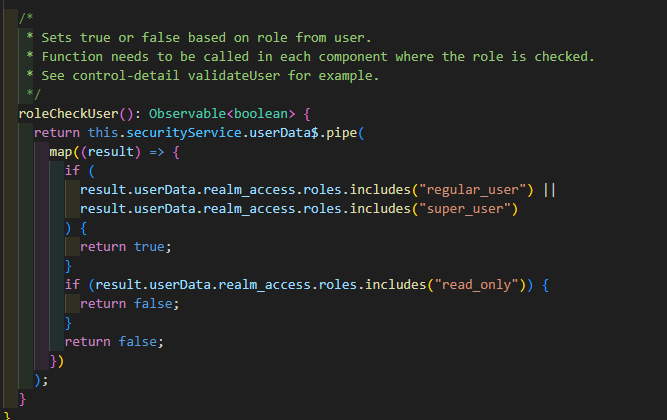 /*
 * Sets true or false based on role from user.
 * Function needs to be called in each component where the role is checked.
 * See control-detail validateUser for example.
 */
roleCheckUser(): Observable<boolean> {
  return this.securityService.userData$.pipe(
    map((result) => {
      if (
        result.userData.realm_access.roles.includes("regular_user") ||
        result.userData.realm_access.roles.includes("super_user")
      ) {
        return true;
      }
      if (result.userData.realm_access.roles.includes("read_only")) {
        return false;
      }
      return false;
    })
  );
}
}